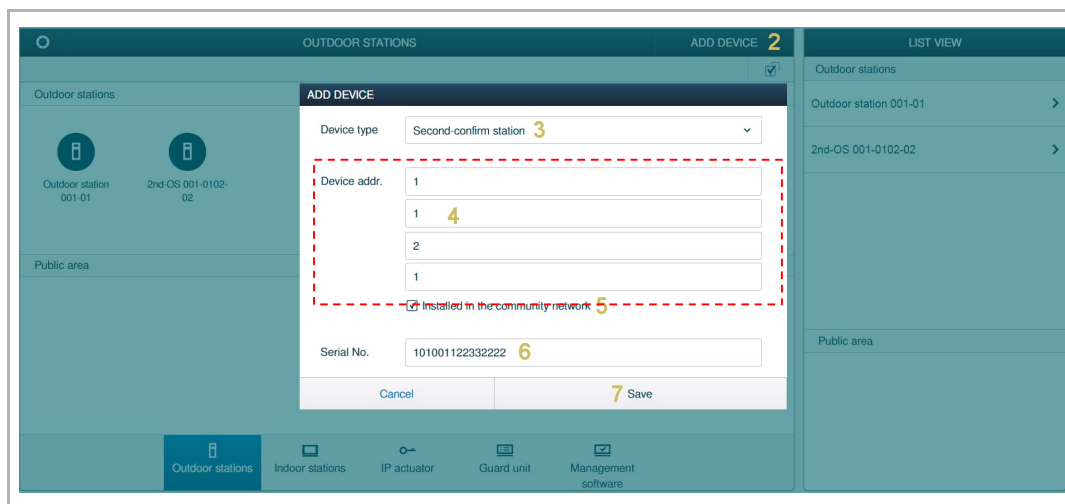 OUTDOOR STATIONS
ADD DEVICE 2
LIST VIEW
Outdoor stations
Outdoor station 001-01
2nd-OS 001-0102-02
Public area
Outdoor stations
Outdoor station
001-01
2nd-OS 001-0102-
02
Public area
ADD DEVICE
Device type
Second-confirm station 3
Device addr.
1
1 4
2
1
Installed in the community network 5
Serial No.
101001122332222 6
Cancel
7 Save
Outdoor stations
Indoor stations
IP actuator
Guard unit
Management
software